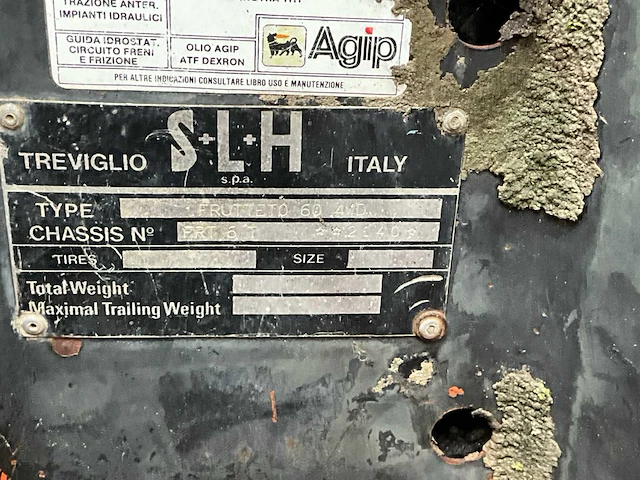 TRAZIONE ANTER.
IMPIANTI IDRAULICI
GUIDA IDROSTAT.
CIRCUITO FRENI
E FRIZIONE
OLIO AGIP
ATF DEXRON
Agip
PER ALTRE INDICAZIONI CONSULTARE LIBRO USO E MANUTENZIONE
S+L+H
TREVIGLIO ITALY
s.p.a.
TYPE FRUTTETO 60
CHASSIS Nº
TIRES SIZE
Total Weight
Maximal Trailing Weight